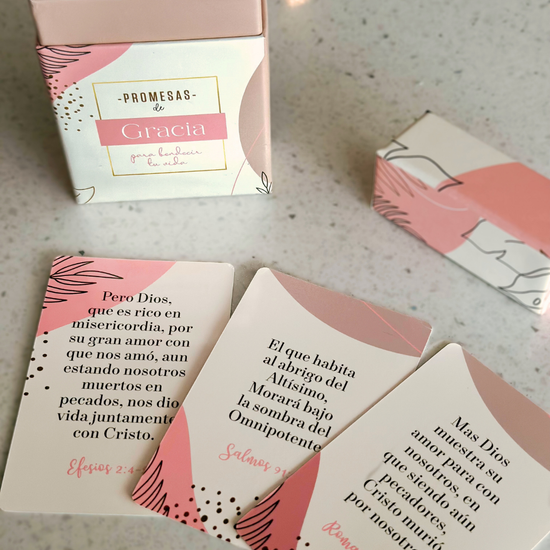 -PROMESAS-
de
Gracia
para bendecir
tu vida
Pero Dios,
que es rico en
misericordia, por
su gran amor con
que nos amó, aun
estando nosotros
muertos en
pecados, nos dio
vida juntamente
con Cristo.
Efesios 2:4-
El que habita
al abrigo del
Altísimo,
Morará bajo
la sombra del
Omnipotente
Salmos 91
Mas Dios
muestra su
amor para con
nosotros, en
que siendo aún
pecadores,
Cristo murió
por nosotro
Roma